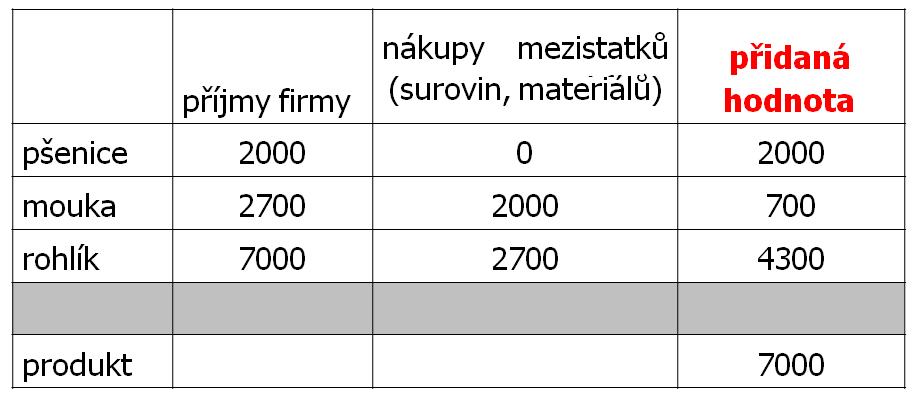 příjmy firmy
nákupy mezistatků
(surovin, materiálů)
přidaná
hodnota
pšenice 2000 0 2000
mouka 2700 2000 700
rohlík 7000 2700 4300
produkt 7000